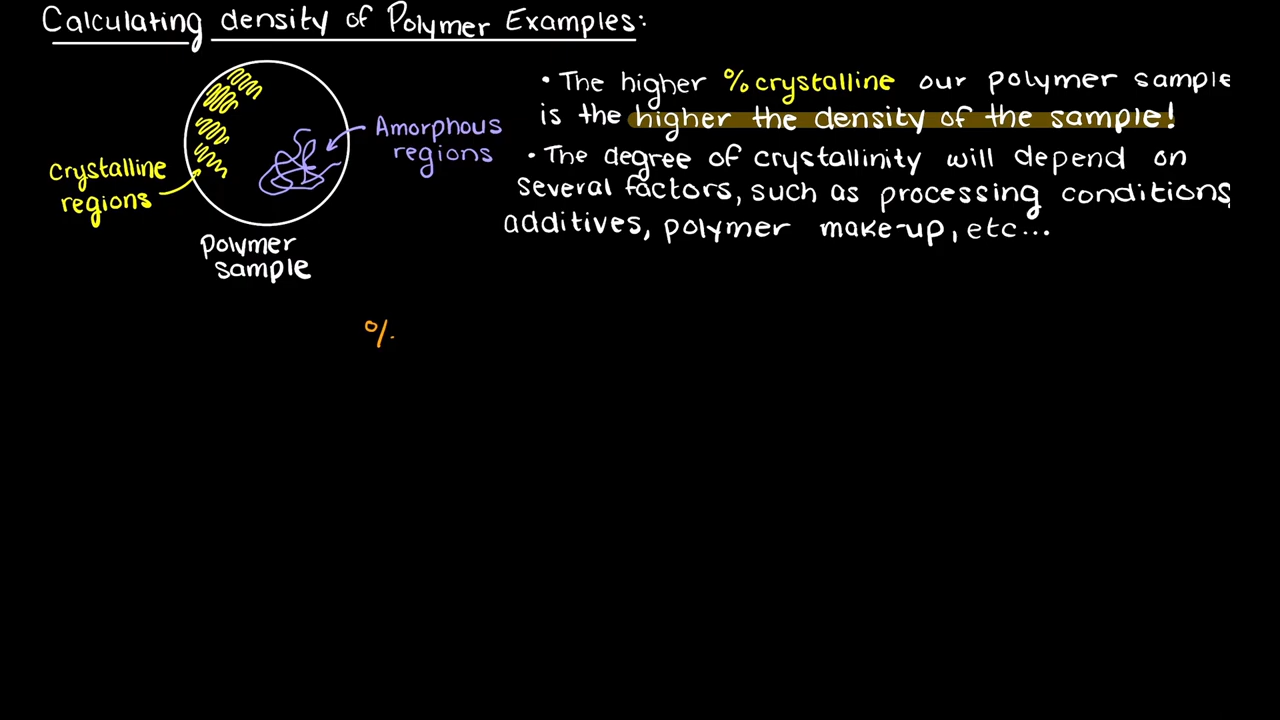 Calculating density of Polymer Examples:
• The higher % crystalline our polymer sample
is the higher the density of the sample!
• The degree of crystallinity will depend on
several factors, such as processing conditions,
additives, polymer make-up, etc...
Amorphous
regions
Crystalline
regions
polymer
sample
%